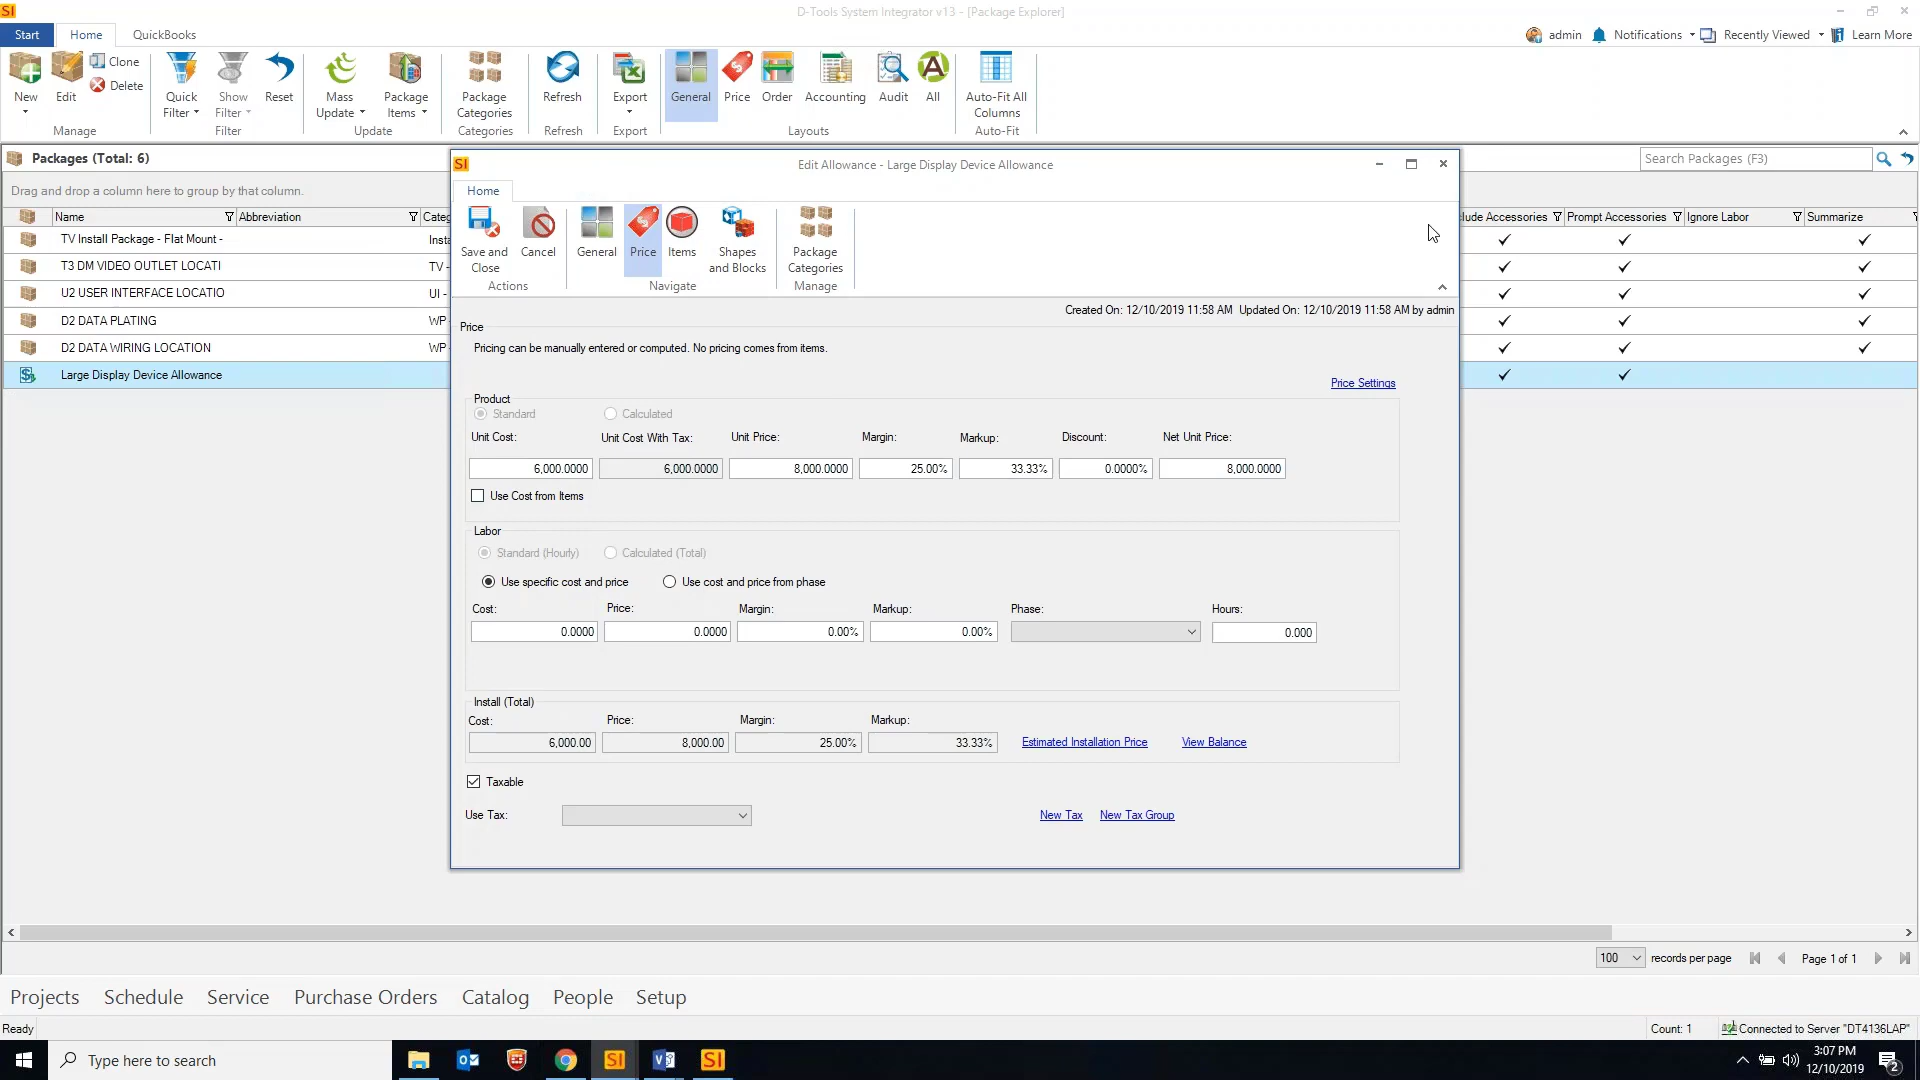 SI
D-Tools System Integrator v13 - [Package Explorer]
Start Home QuickBooks
admin Notifications Recently Viewed Learn More
New Edit Clone Delete
Quick Filter Show Filter Reset
Mass Update Package Items
Package Categories
Refresh
Export
General Price Order Accounting Audit All
Auto-Fit All Columns
Manage Filter Update Categories Refresh Export Layouts Auto-Fit
Packages (Total: 6)
Search Packages (F3)
Drag and drop a column here to group by that column.
Name Abbreviation Categ
lude Accessories Prompt Accessories Ignore Labor Summarize
TV Install Package - Flat Mount - Insta
T3 DM VIDEO OUTLET LOCATI TV -
U2 USER INTERFACE LOCATIO UI -
D2 DATA PLATING WP
D2 DATA WIRING LOCATION WP
Large Display Device Allowance
SI
Edit Allowance - Large Display Device Allowance
Home
Save and Close Cancel General Price Items Shapes and Blocks Package Categories
Actions Navigate Manage
Created On: 12/10/2019 11:58 AM Updated On: 12/10/2019 11:58 AM by admin
Price
Pricing can be manually entered or computed. No pricing comes from items.
Price Settings
Product
Standard Calculated
Unit Cost: Unit Cost With Tax: Unit Price: Margin: Markup: Discount: Net Unit Price:
6,000.0000 6,000.0000 8,000.0000 25.00% 33.33% 0.0000% 8,000.0000
Use Cost from Items
Labor
Standard (Hourly) Calculated (Total)
Use specific cost and price Use cost and price from phase
Cost: Price: Margin: Markup: Phase: Hours:
0.0000 0.0000 0.00% 0.00% 0.000
Install (Total)
Cost: Price: Margin: Markup:
6,000.00 8,000.00 25.00% 33.33% Estimated Installation Price View Balance
Taxable
Use Tax: New Tax New Tax Group
100 records per page Page 1 of 1
Projects Schedule Service Purchase Orders Catalog People Setup
Ready Count: 1 Connected to Server "DT4136LAP"
Type here to search
SI
SI
3:07 PM
12/10/2019
2